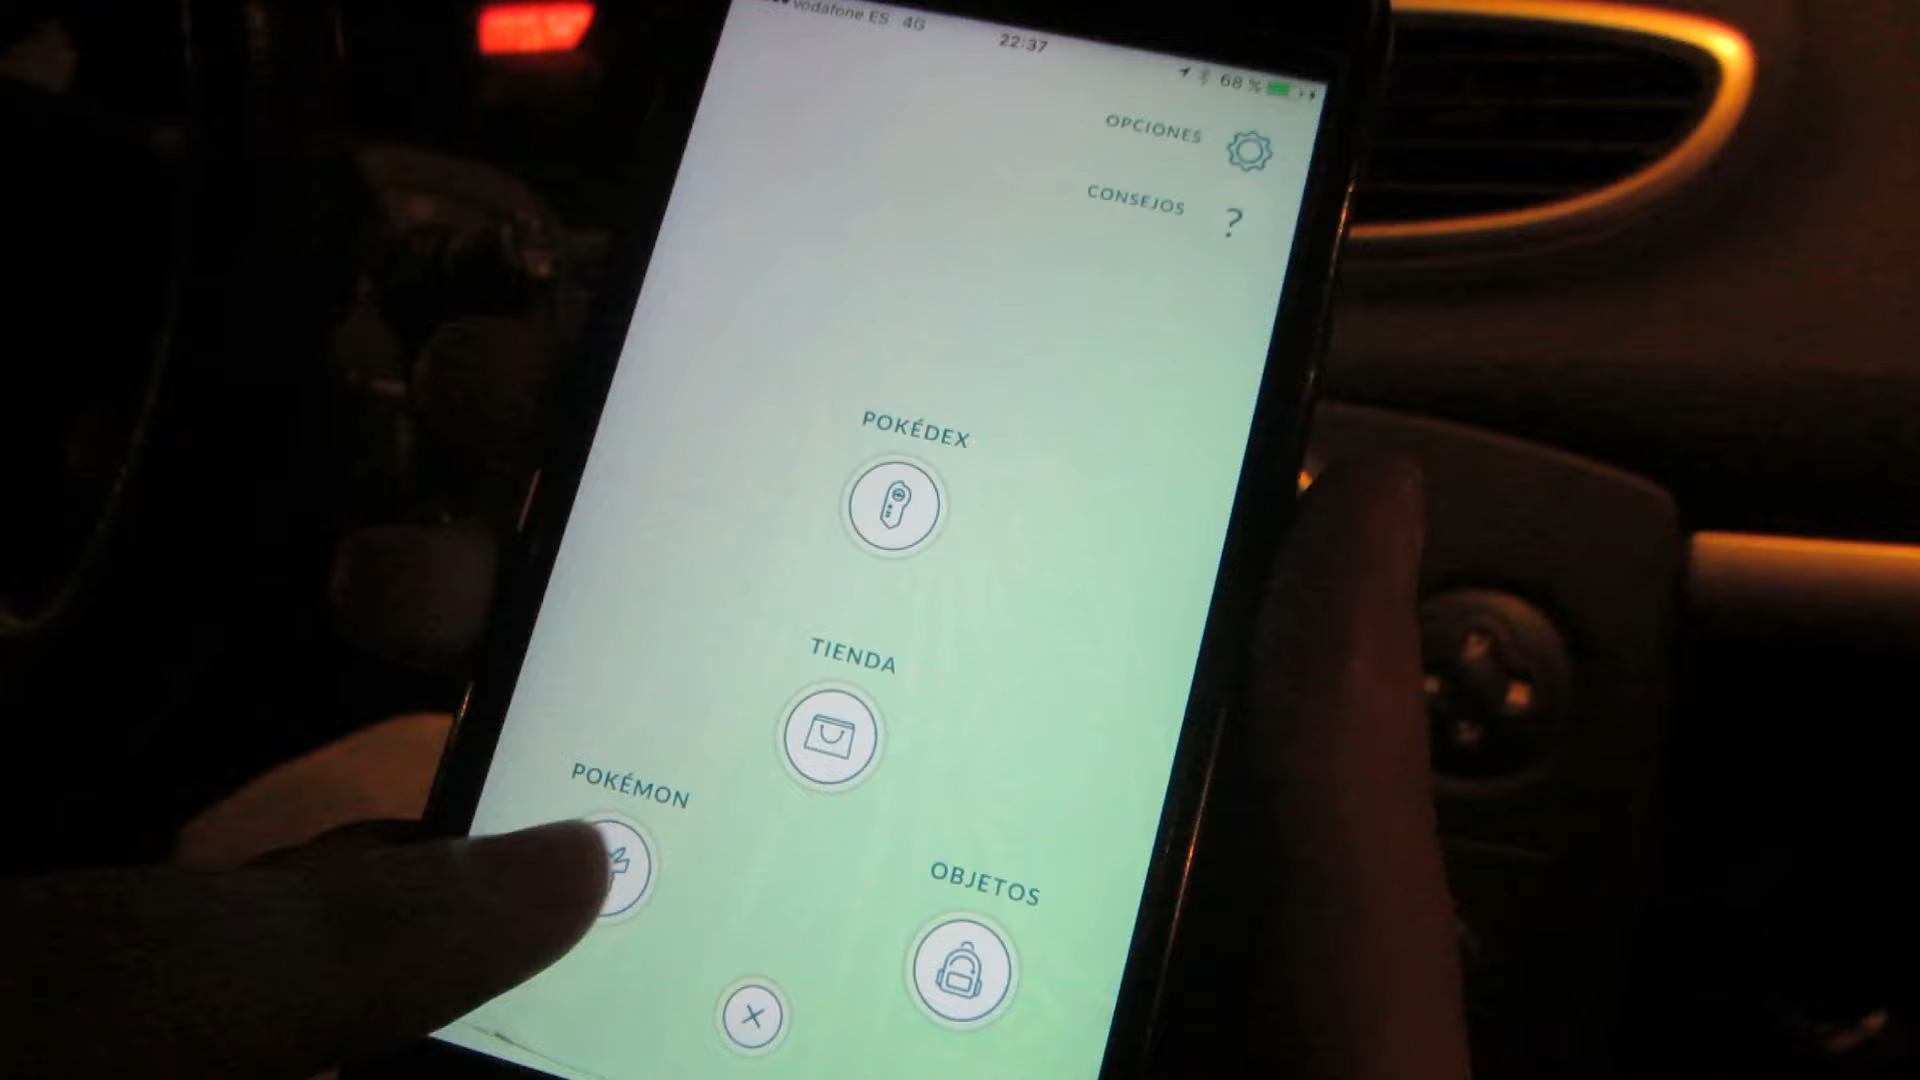 vodafone ES 4G
22:37
68 %
OPCIONES
CONSEJOS
?
POKÉDEX
TIENDA
POKÉMON
OBJETOS